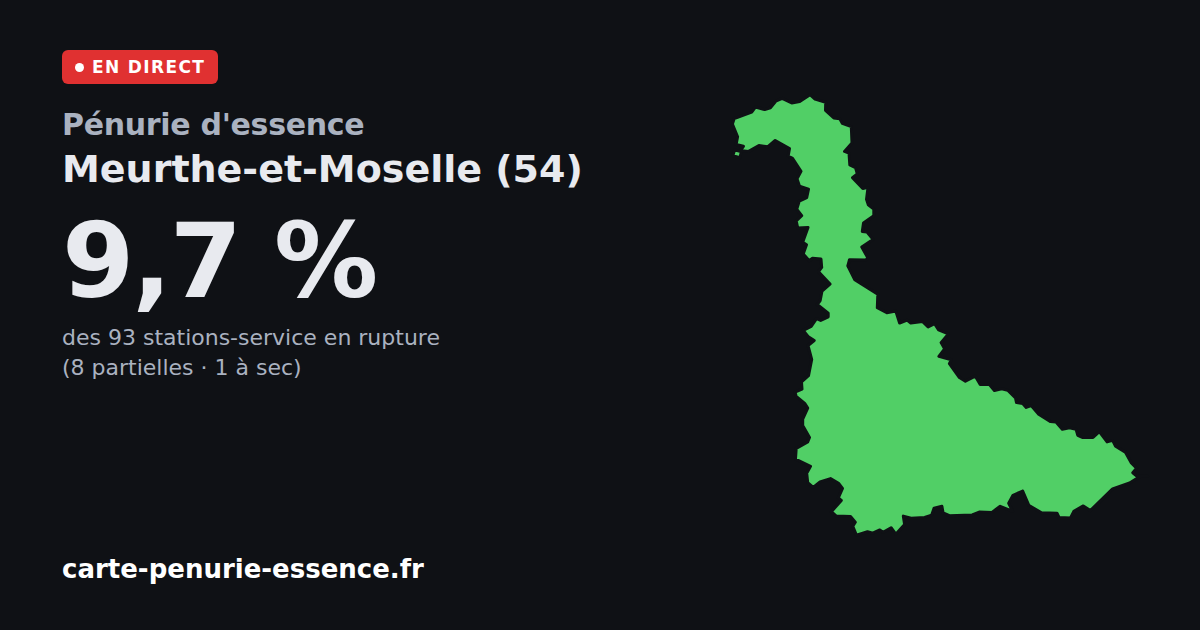 EN DIRECT
Pénurie d'essence
Meurthe-et-Moselle (54)
9,7 %
des 93 stations-service en rupture
(8 partielles · 1 à sec)
carte-penurie-essence.fr